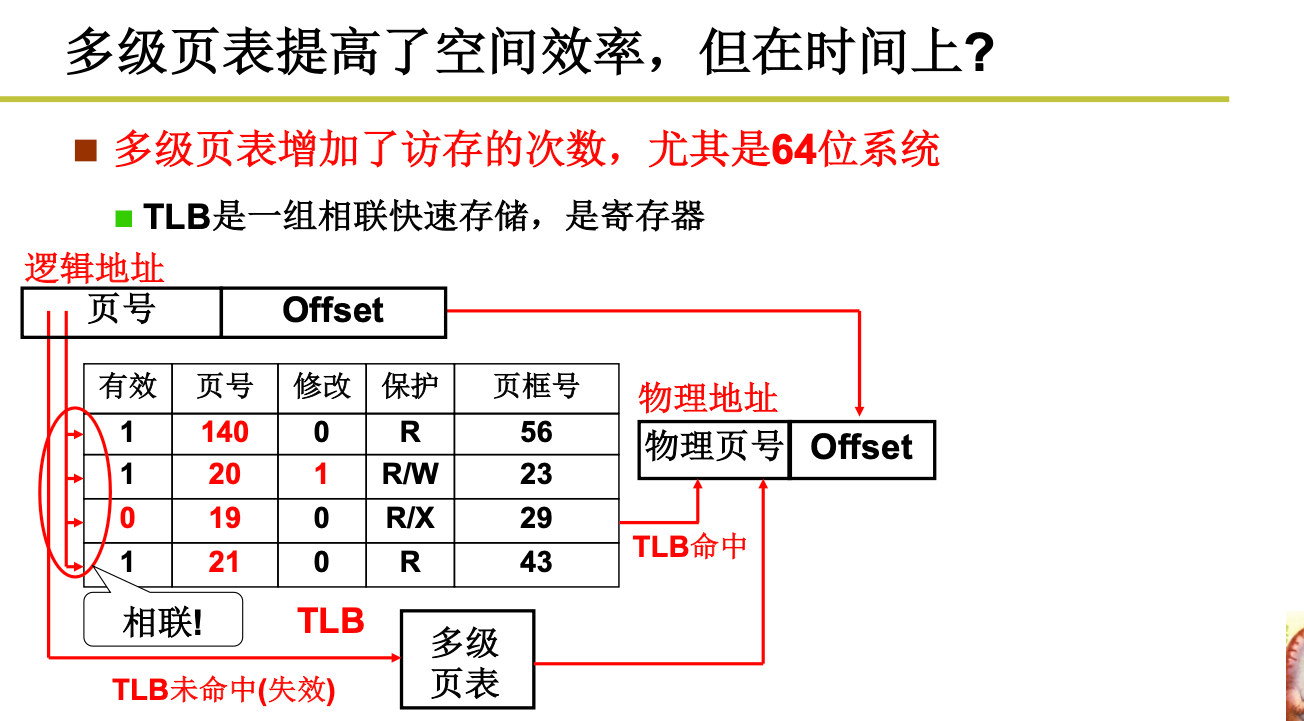 多级页表提高了空间效率，但在时间上?
多级页表增加了访存的次数，尤其是64位系统
TLB是一组相联快速存储，是寄存器
逻辑地址
页号 Offset
有效 页号 修改 保护 页框号
1 140 0 R 56
1 20 1 R/W 23
0 19 0 R/X 29
1 21 0 R 43
物理地址
物理页号 Offset
TLB命中
相联!
TLB
多级
页表
TLB未命中(失效)